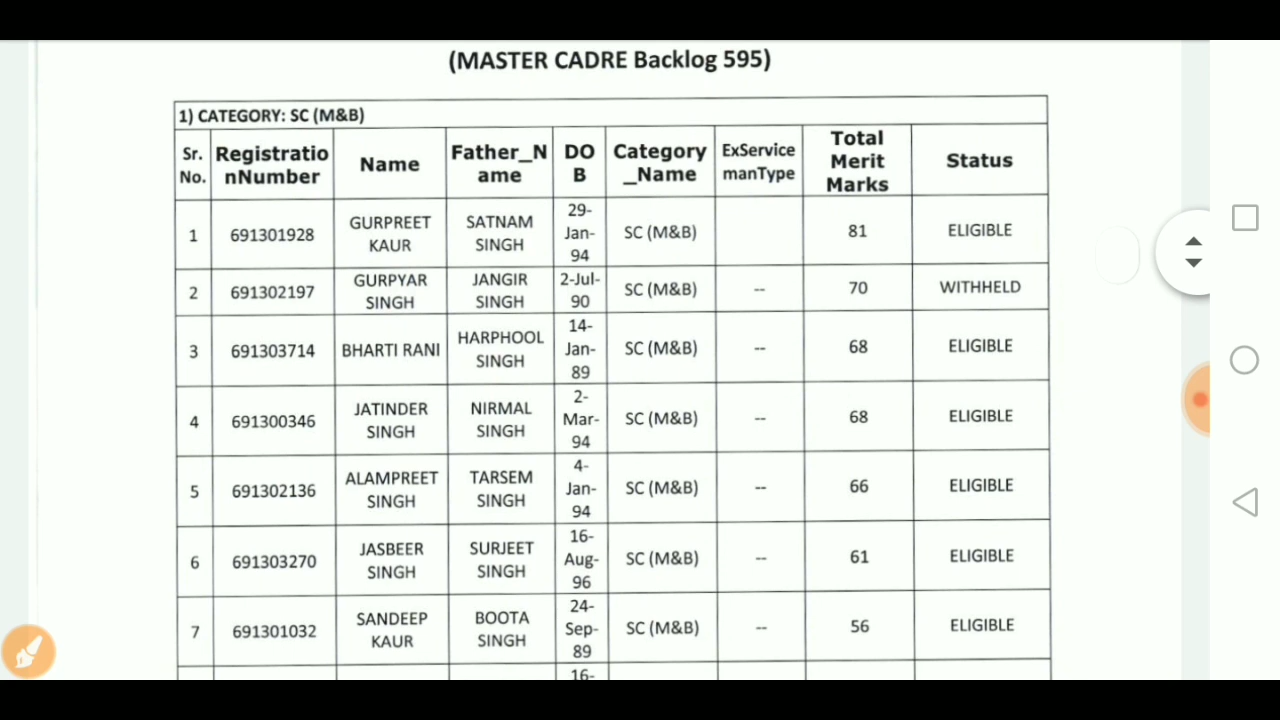 (MASTER CADRE Backlog 595)
1) CATEGORY: SC (M&B)
Sr. No. Registratio nNumber Name Father_N ame DO B Category _Name ExService manType Total Merit Marks Status
1 691301928 GURPREET KAUR SATNAM SINGH 29- Jan- 94 SC (M&B) 81 ELIGIBLE
2 691302197 GURPYAR SINGH JANGIR SINGH 2-Jul- 90 SC (M&B) -- 70 WITHHELD
3 691303714 BHARTI RANI HARPHOOL SINGH 14- Jan- 89 SC (M&B) -- 68 ELIGIBLE
4 691300346 JATINDER SINGH NIRMAL SINGH 2- Mar- 94 SC (M&B) -- 68 ELIGIBLE
5 691302136 ALAMPREET SINGH TARSEM SINGH 4- Jan- 94 SC (M&B) -- 66 ELIGIBLE
6 691303270 JASBEER SINGH SURJEET SINGH 16- Aug- 96 SC (M&B) -- 61 ELIGIBLE
7 691301032 SANDEEP KAUR BOOTA SINGH 24- Sep- 89 SC (M&B) -- 56 ELIGIBLE
16-